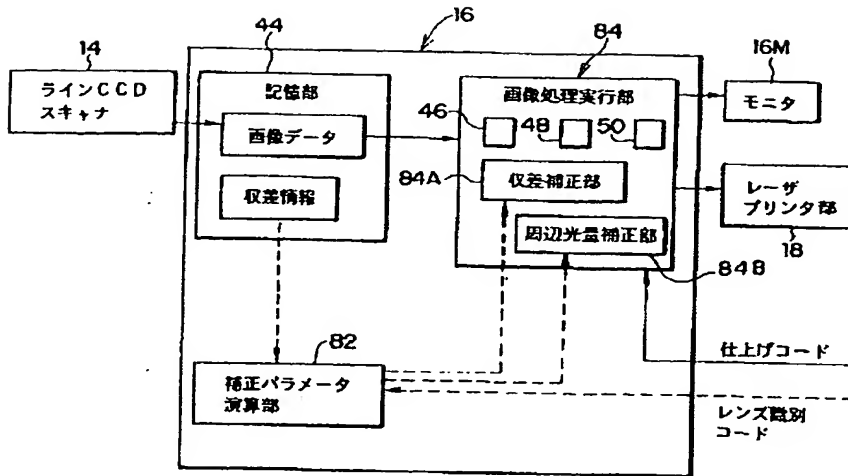 14
ラインCCD
スキャナ
44
記憶部
画像データ
収差情報
16
84
画像処理実行部
46
48
50
84A
収差補正部
周辺光量補正部
84B
16M
モニタ
レーザ
プリンタ部
18
82
補正パラメータ
演算部
仕上げコード
レンズ識別
コード